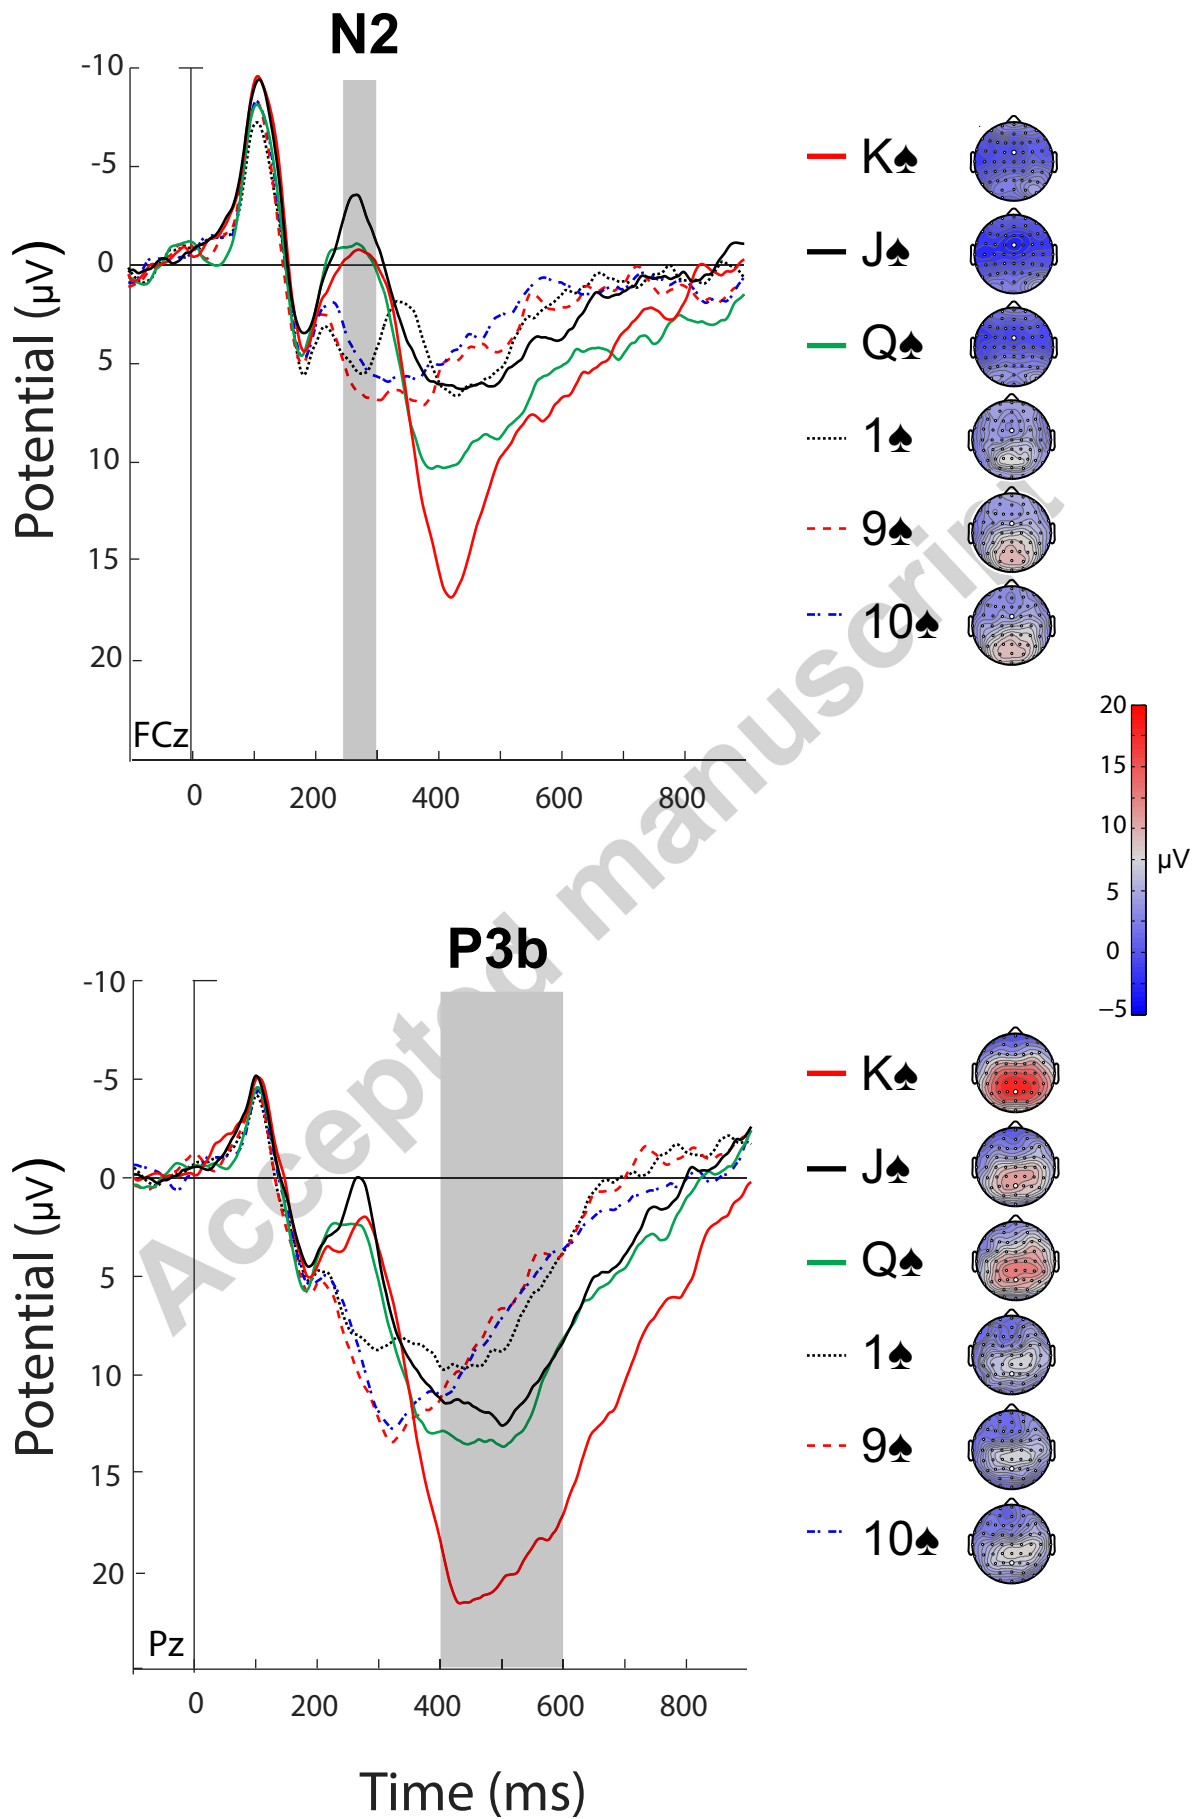 N2
-10
-5
0
5
10
15
20
Potential (µv)
FCz
0 200 400 600 800
K♠
J♠
Q♠
1♠
9♠
10♠
20
15
10
5
0
−5
µV
Accepted manuscript
P3b
-10
-5
0
5
10
15
20
Potential (µv)
Pz
0 200 400 600 800
K♠
J♠
Q♠
1♠
9♠
10♠
Time (ms)